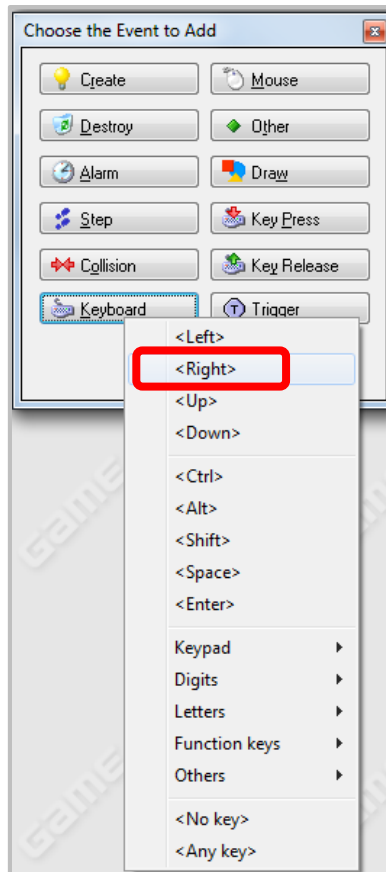 Choose the Event to Add
Create
Mouse
Destroy
Other
Alarm
Draw
Step
Key Press
Collision
Key Release
Keyboard
T Trigger
<Left>
<Right>
<Up>
<Down>
<Ctrl>
<Alt>
<Shift>
<Space>
<Enter>
Keypad
Digits
Letters
Function keys
Others
<No key>
<Any key>
GAME
GAME